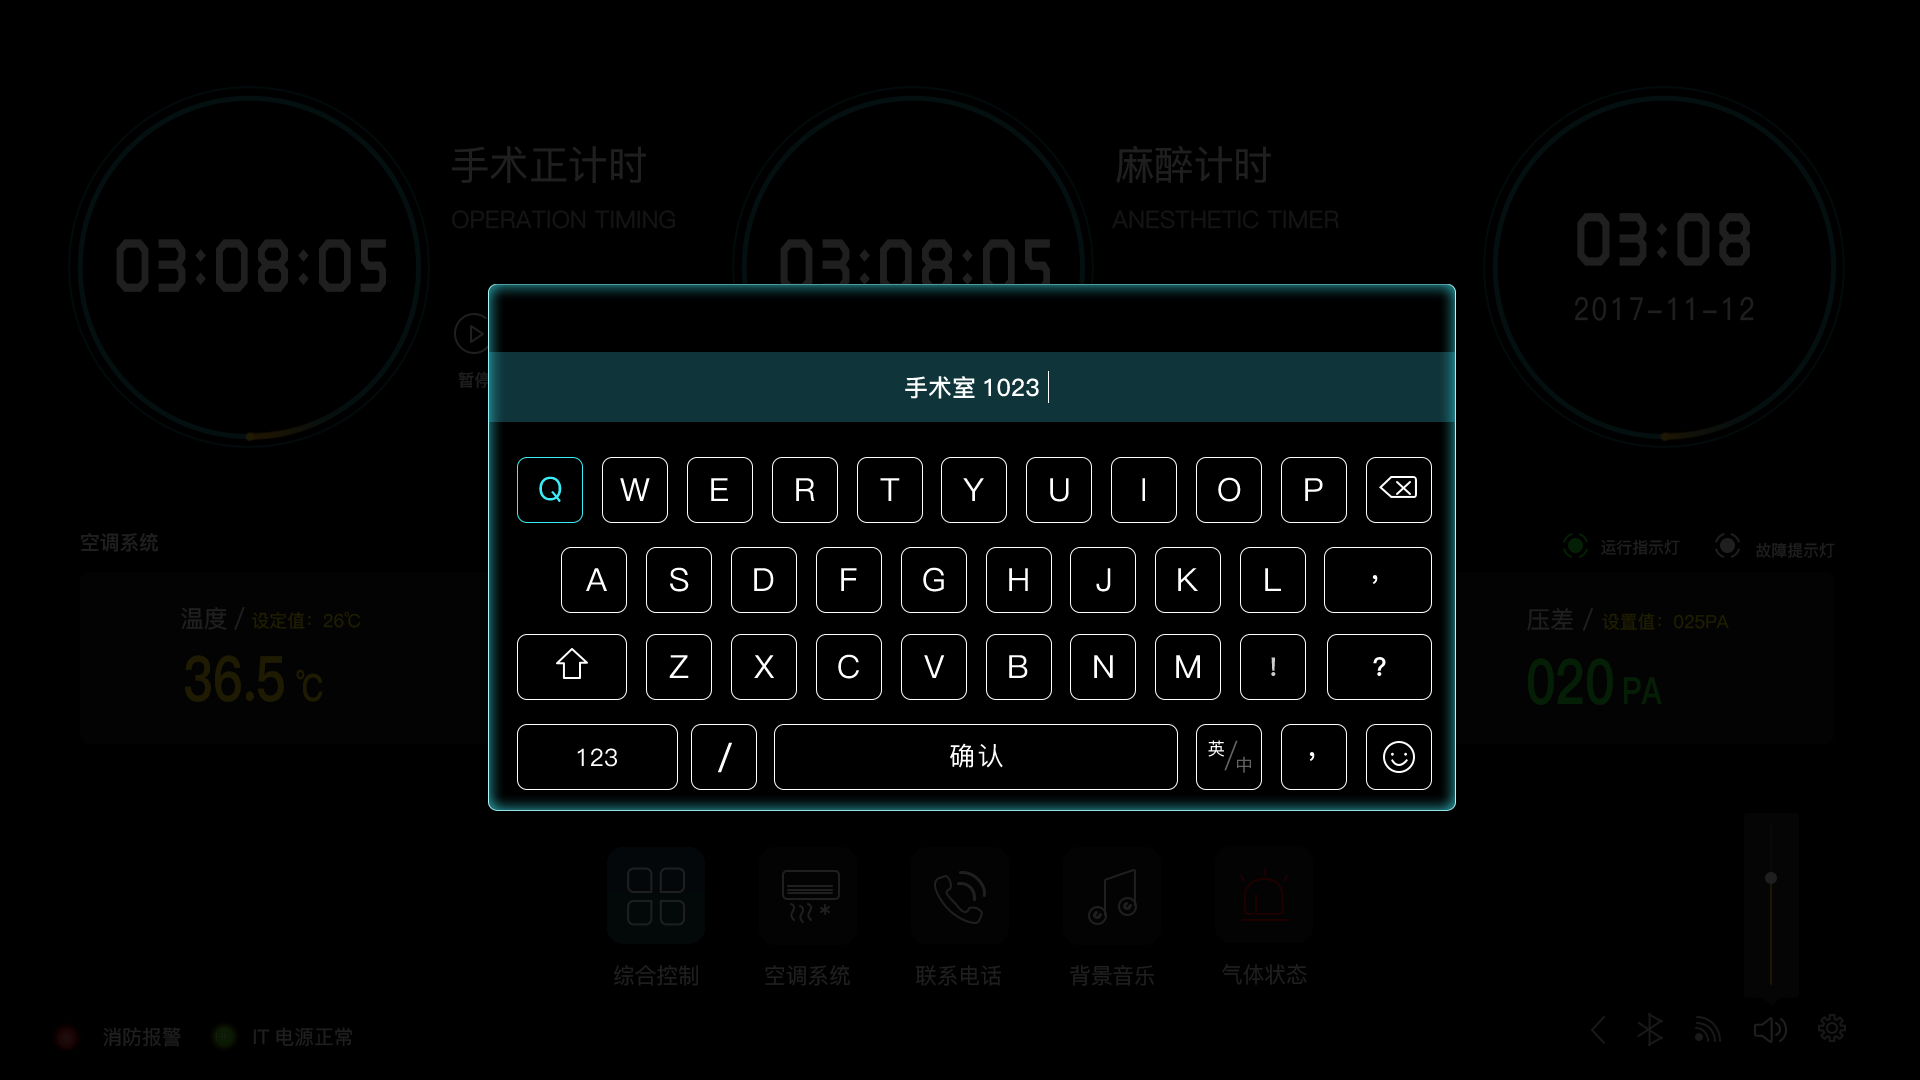 手术正计时
OPERATION TIMING
03:08:05
麻醉计时
ANESTHETIC TIMER
03:08:05
03:08
2017-11-12
暂停
手术室 1023
Q W E R T Y U I O P
A S D F G H J K L ,
Z X C V B N M ! ?
123 / 确认 英/中 ,
空调系统
温度 / 设定值：26℃
36.5 ℃
运行指示灯
故障提示灯
压差 / 设置值：025PA
020 PA
综合控制
空调系统
联系电话
背景音乐
气体状态
消防报警
IT 电源正常